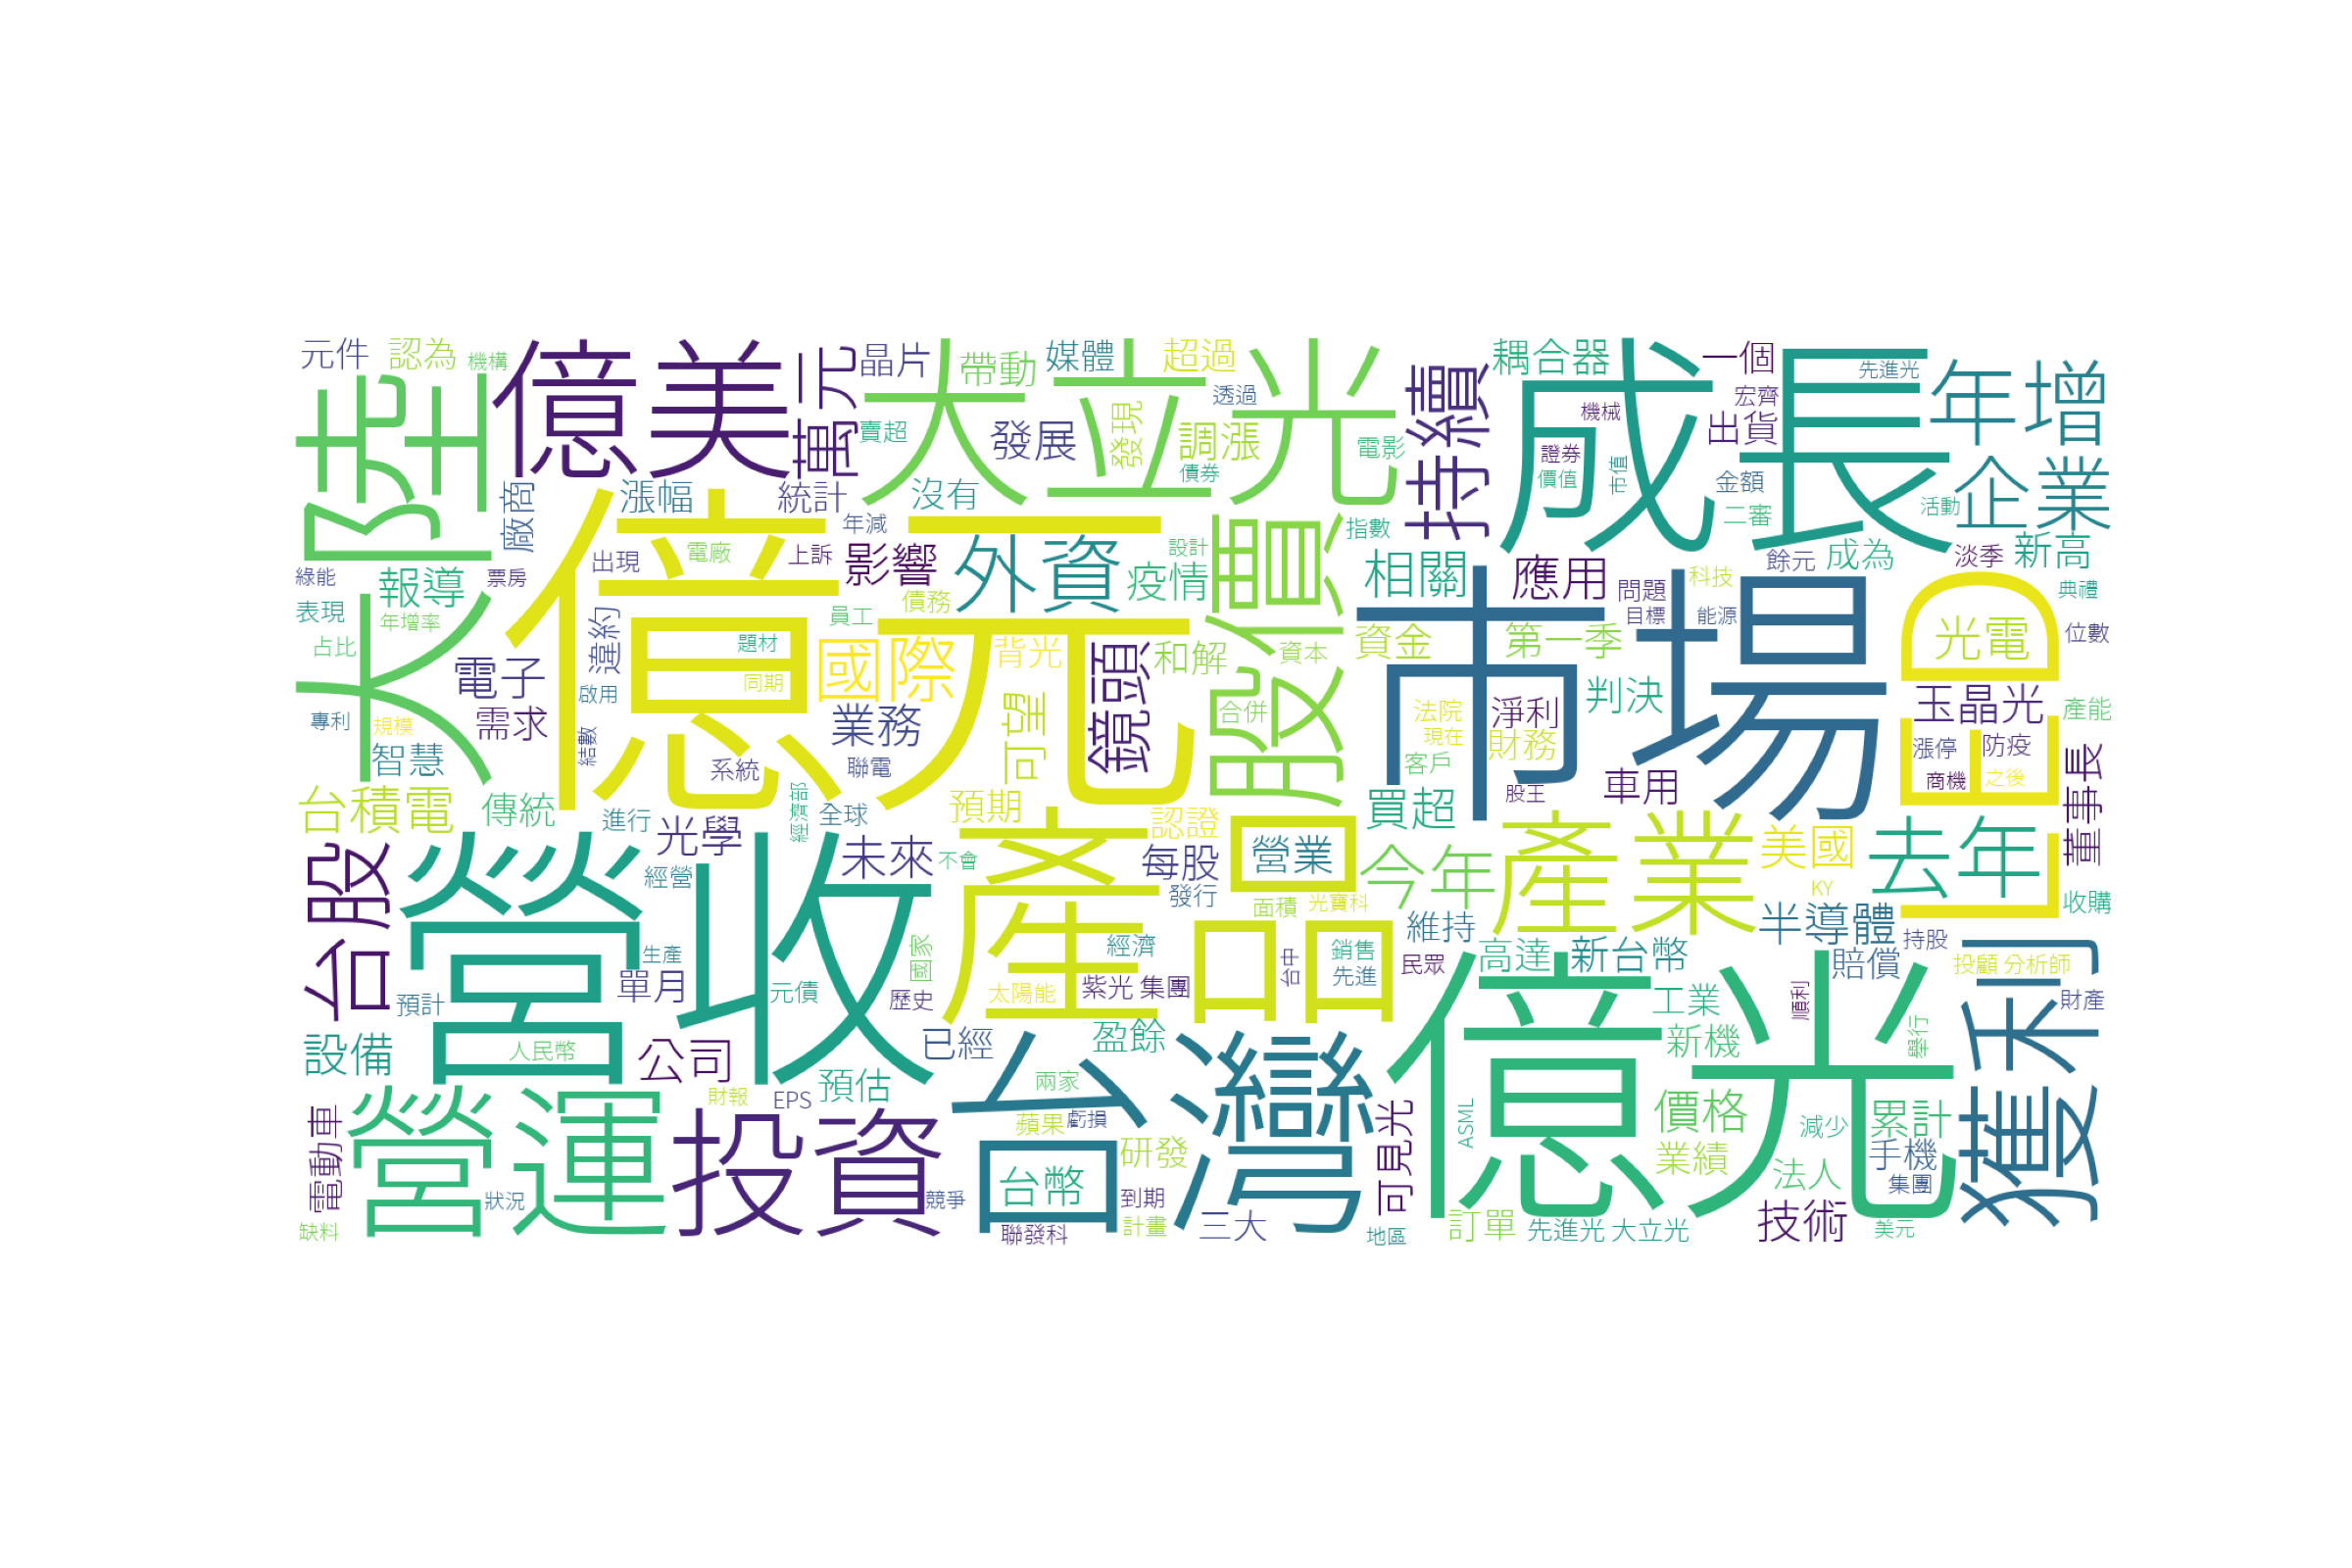 元件
認為
機構
億美
萬元
晶片
帶動
媒體
超過
大立光
耦合器
一個
先進光
年增
成長
持續
大陸
賣超
發展
發現
調漲
透過
債券
電影
機械
宏齊
出貨
證券
價值
市值
金額
二審
活動
企業
廠商
漲幅
統計
沒有
年減
指數
億元
外資
股價
相關
應用
市場
餘元
成為
淡季
新高
綠能
報導
票房
出現
電廠
上訴
影響
疫情
設計
問題
科技
目標
能源
典禮
表現
年增率
占比
違約
題材
員工
債務
國際
背光
和解
資本
資金
第一季
光電
位數
LED
電子
啟用
同期
鏡頭
合併
判決
玉晶光
產能
專利
規模
需求
智慧
結數
系統
業務
聯電
可望
法院
現在
淨利
財務
客戶
車用
漲停
防疫
商機
之後
董事長
台積電
傳統
進行
光學
經濟部
全球
預期
認證
買超
股王
台股
營收
經營
未來
不會
產品
每股
營業
今年
產業
美國
去年
KY
發行
面積
光寶科
維持
半導體
收購
生產
單月
國家
經濟
銷售
先進
民眾
高達
新台幣
賠償
持股
投顧
分析師
預計
元債
歷史
太陽能
紫光
集團
台中
億光
工業
順利
財產
獲利
設備
人民幣
公司
預估
已經
盈餘
台灣
新機
舉行
電動車
營運
財報
EPS
投資
兩家
蘋果
虧損
研發
可見光
ASML
價格
減少
累計
業績
手機
狀況
競爭
台幣
到期
法人
集團
缺料
聯發科
計畫
三大
地區
訂單
先進光
大立光
技術
美元